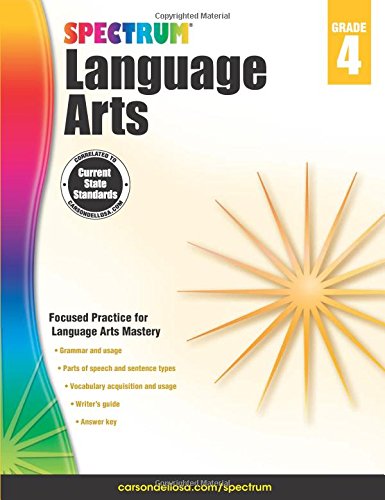 Copyrighted Material
SPECTRUM®
Language
Arts
GRADE
4
CORRELATED TO
Current
State
Standards
CARSONDELLOSA.COM
Focused Practice for
Language Arts Mastery
• Grammar and usage
• Parts of speech and sentence types
• Vocabulary acquisition and usage
• Writer's guide
• Answer key
carsondellosa.com/spectrum
Copyrighted Material